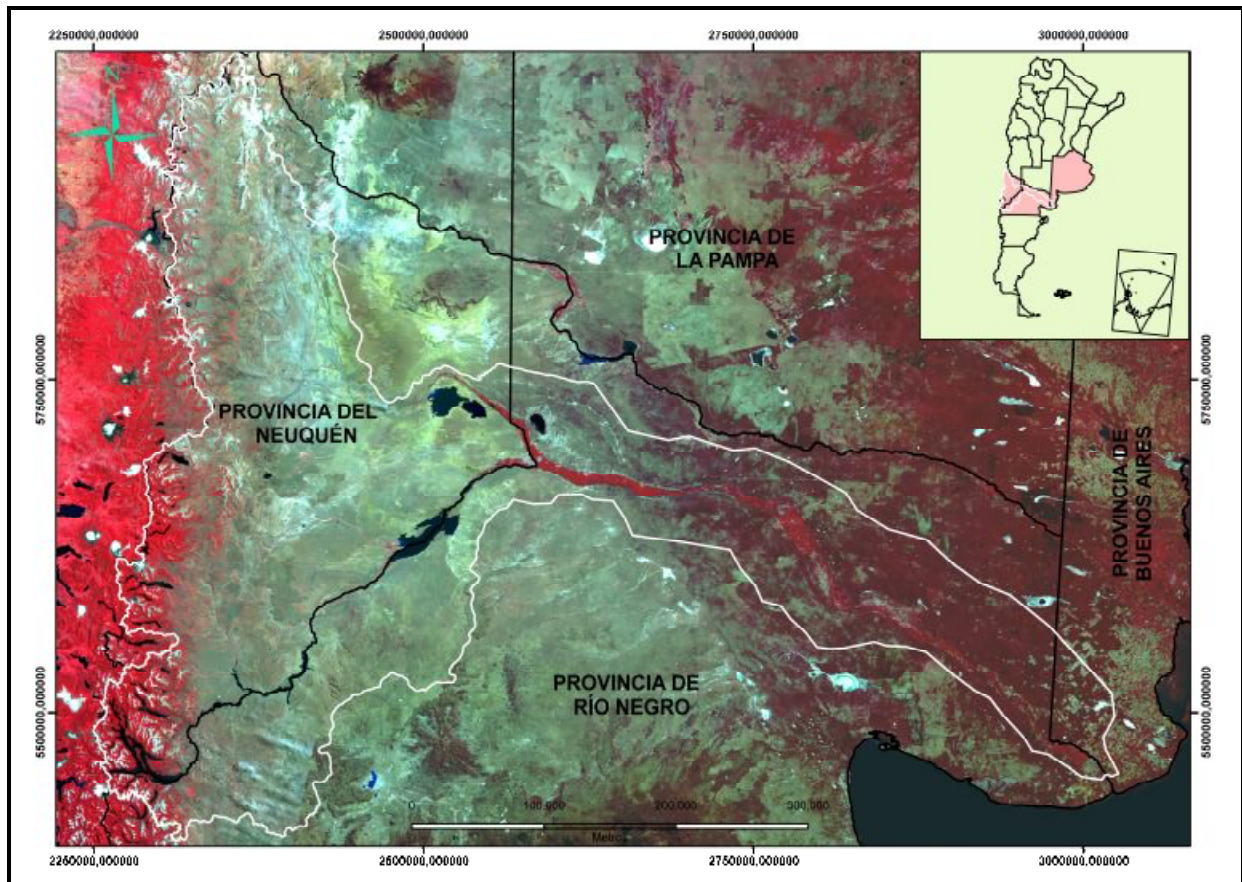 2250000,000000 2500000,000000 2750000,000000 3000000,000000
N
PROVINCIA DE
LA PAMPA
5750000,000000 5750000,000000
PROVINCIA DEL
NEUQUÉN
PROVINCIA DE
BUENOS AIRES
PROVINCIA DE
RÍO NEGRO
5500000,000000 5500000,000000
0 100,000 200,000 300,000
Metros
2250000,000000 2500000,000000 2750000,000000 3000000,000000